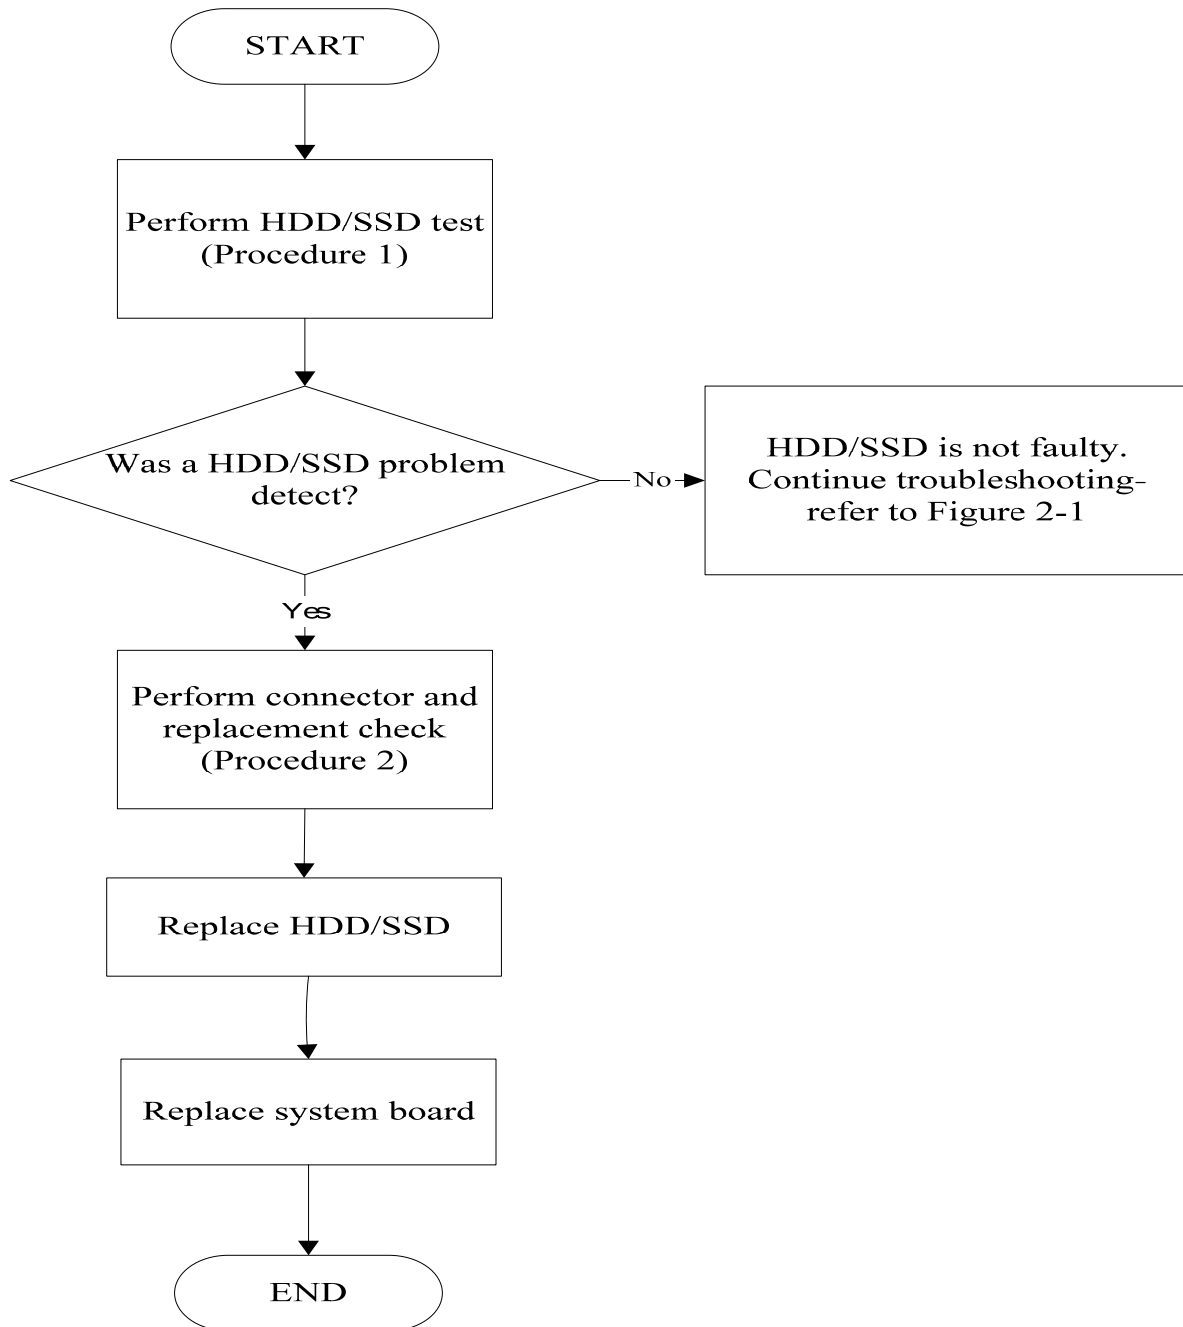 START
Perform HDD/SSD test
(Procedure 1)
Was a HDD/SSD problem
detect?
No
HDD/SSD is not faulty.
Continue troubleshooting-
refer to Figure 2-1
Yes
Perform connector and
replacement check
(Procedure 2)
Replace HDD/SSD
Replace system board
END